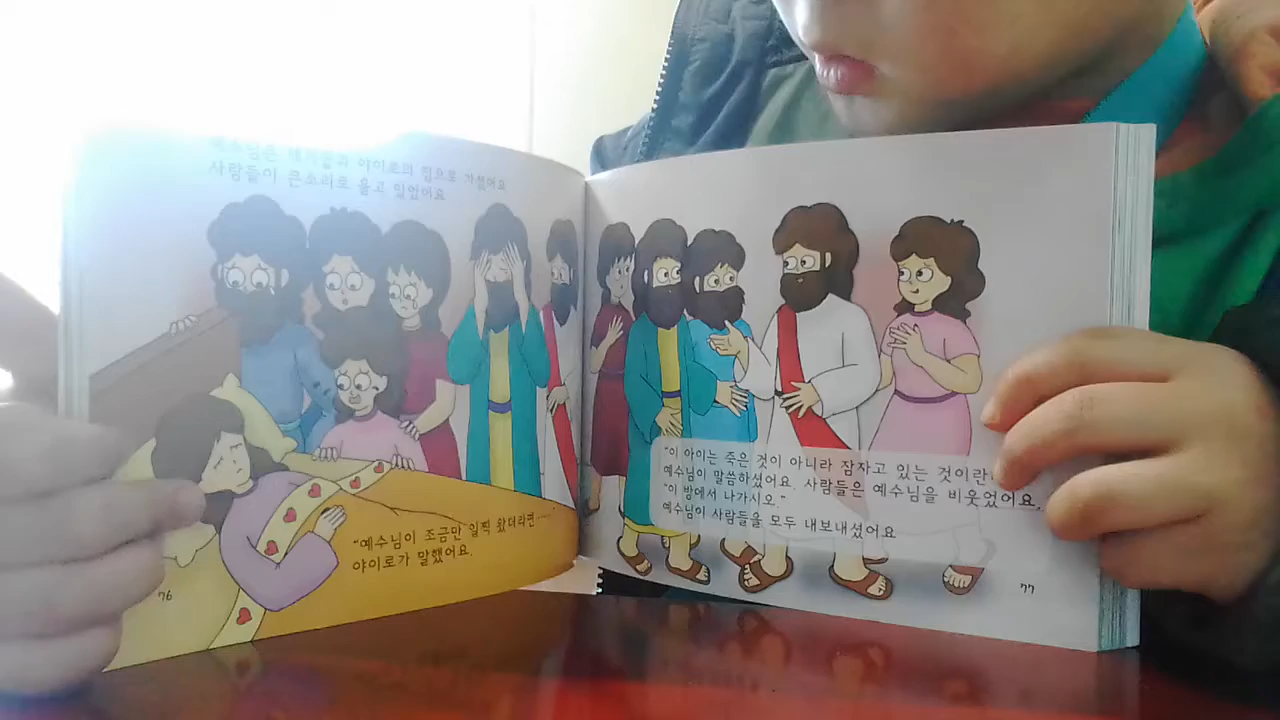 예수님은 제자들과 야이로의 집으로 가셨어요
사람들이 큰소리로 울고 있었어요
"예수님이 조금만 일찍 왔더라면……"
야이로가 말했어요.
76
"이 아이는 죽은 것이 아니라 잠자고 있는 것이란
예수님이 말씀하셨어요. 사람들은 예수님을 비웃었어요.
"이 방에서 나가시오."
예수님이 사람들을 모두 내보내셨어요
77